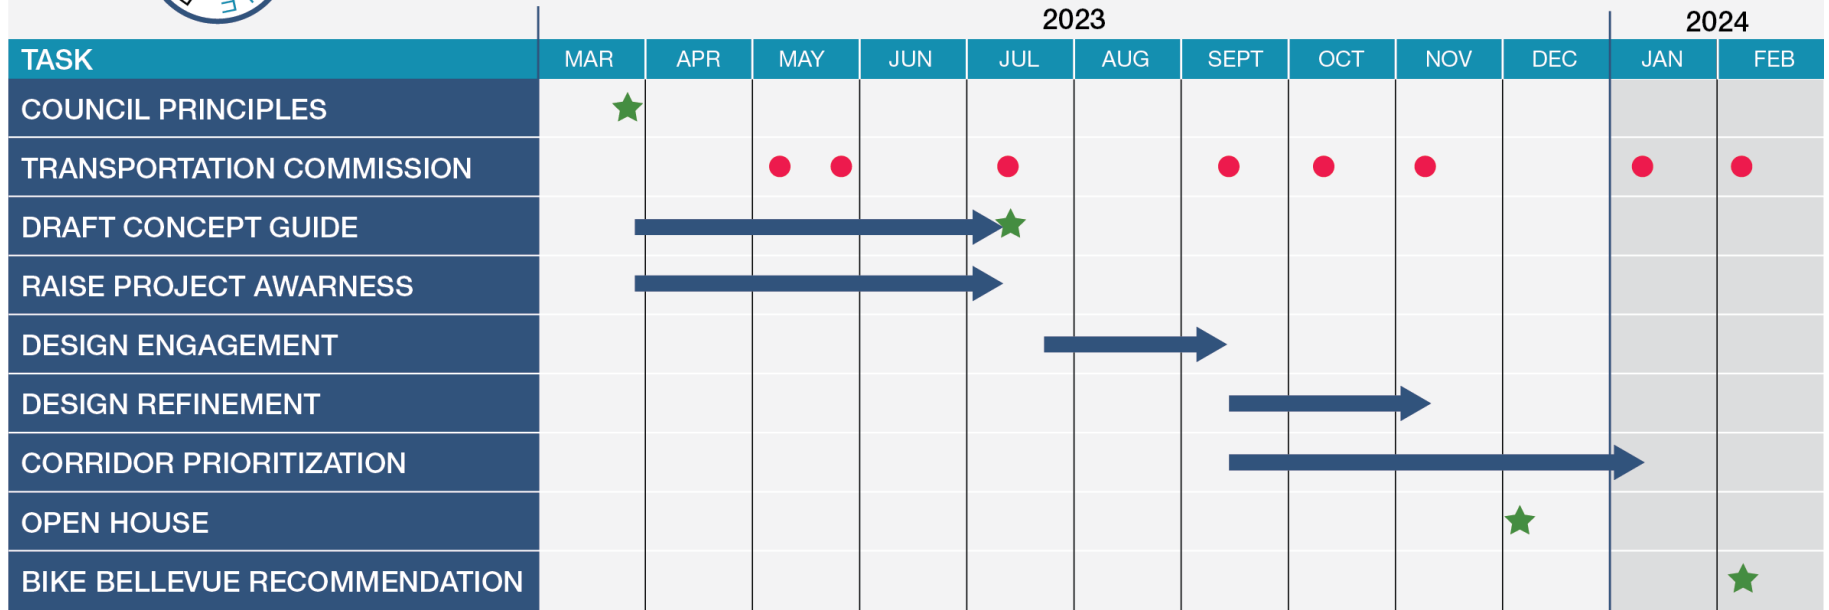 2023 2024
TASK MAR APR MAY JUN JUL AUG SEPT OCT NOV DEC JAN FEB
COUNCIL PRINCIPLES
TRANSPORTATION COMMISSION
DRAFT CONCEPT GUIDE
RAISE PROJECT AWARNESS
DESIGN ENGAGEMENT
DESIGN REFINEMENT
CORRIDOR PRIORITIZATION
OPEN HOUSE
BIKE BELLEVUE RECOMMENDATION